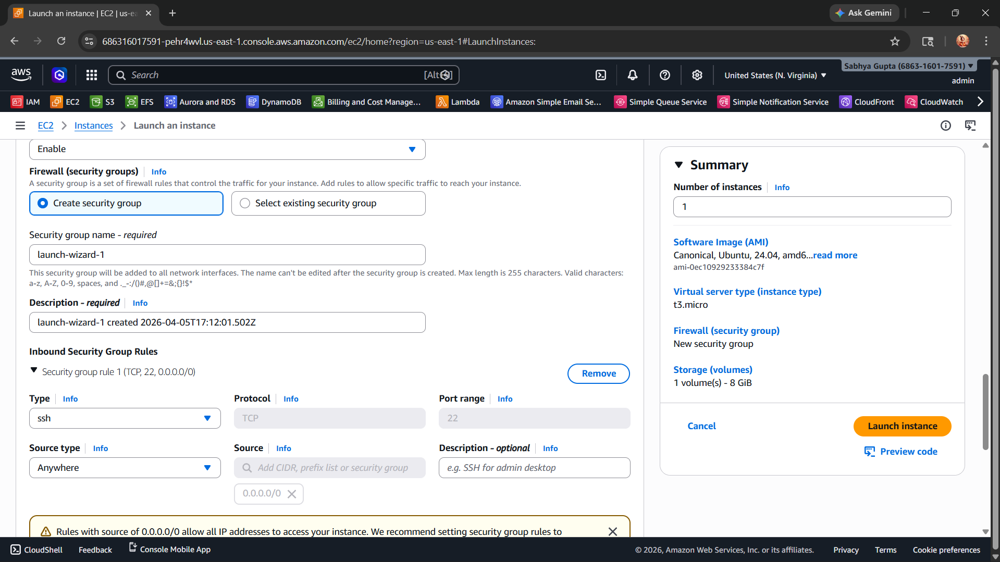 Launch an instance | EC2 | us-ea
Ask Gemini
686316017591-pehr4wvl.us-east-1.console.aws.amazon.com/ec2/home?region=us-east-1#LaunchInstances:
aws
Search
[Alt+S]
United States (N. Virginia)
Sabhya Gupta (6863-1601-7591)
admin
IAM EC2 S3 EFS Aurora and RDS DynamoDB Billing and Cost Manage... Lambda Amazon Simple Email Se... Simple Queue Service Simple Notification Service CloudFront CloudWatch
EC2 Instances Launch an instance
Enable
Firewall (security groups) Info
A security group is a set of firewall rules that control the traffic for your instance. Add rules to allow specific traffic to reach your instance.
Create security group
Select existing security group
Security group name - required
launch-wizard-1
This security group will be added to all network interfaces. The name can't be edited after the security group is created. Max length is 255 characters. Valid characters:
a-z, A-Z, 0-9, spaces, and ._-:/()#,@[]+=&;{}!$*
Description - required Info
launch-wizard-1 created 2026-04-05T17:12:01.502Z
Inbound Security Group Rules
Security group rule 1 (TCP, 22, 0.0.0.0/0)
Remove
Type Info
Protocol Info
Port range Info
ssh
TCP
22
Source type Info
Source Info
Description - optional Info
Anywhere
Add CIDR, prefix list or security group
e.g. SSH for admin desktop
0.0.0.0/0
Rules with source of 0.0.0.0/0 allow all IP addresses to access your instance. We recommend setting security group rules to
Summary
Number of instances Info
1
Software Image (AMI)
Canonical, Ubuntu, 24.04, amd6...read more
ami-0ec10929233384c7f
Virtual server type (instance type)
t3.micro
Firewall (security group)
New security group
Storage (volumes)
1 volume(s) - 8 GiB
Cancel
Launch instance
Preview code
CloudShell Feedback Console Mobile App
© 2026, Amazon Web Services, Inc. or its affiliates. Privacy Terms Cookie preferences